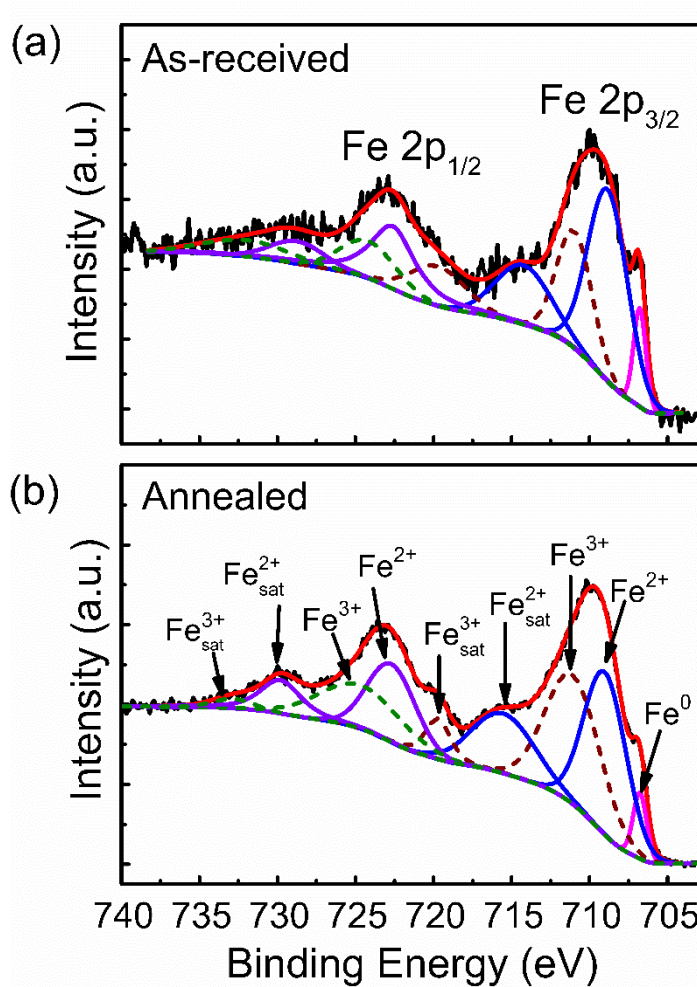 (a)
As-received
Fe 2p₃/₂
Fe 2p₁/₂
Intensity (a.u.)
(b)
Annealed
Fe³⁺
Fe²⁺
Fe²⁺sat
Fe²⁺
Fe³⁺sat
Fe³⁺
Fe³⁺sat
Fe²⁺sat
Fe⁰
Intensity (a.u.)
740 735 730 725 720 715 710 705
Binding Energy (eV)